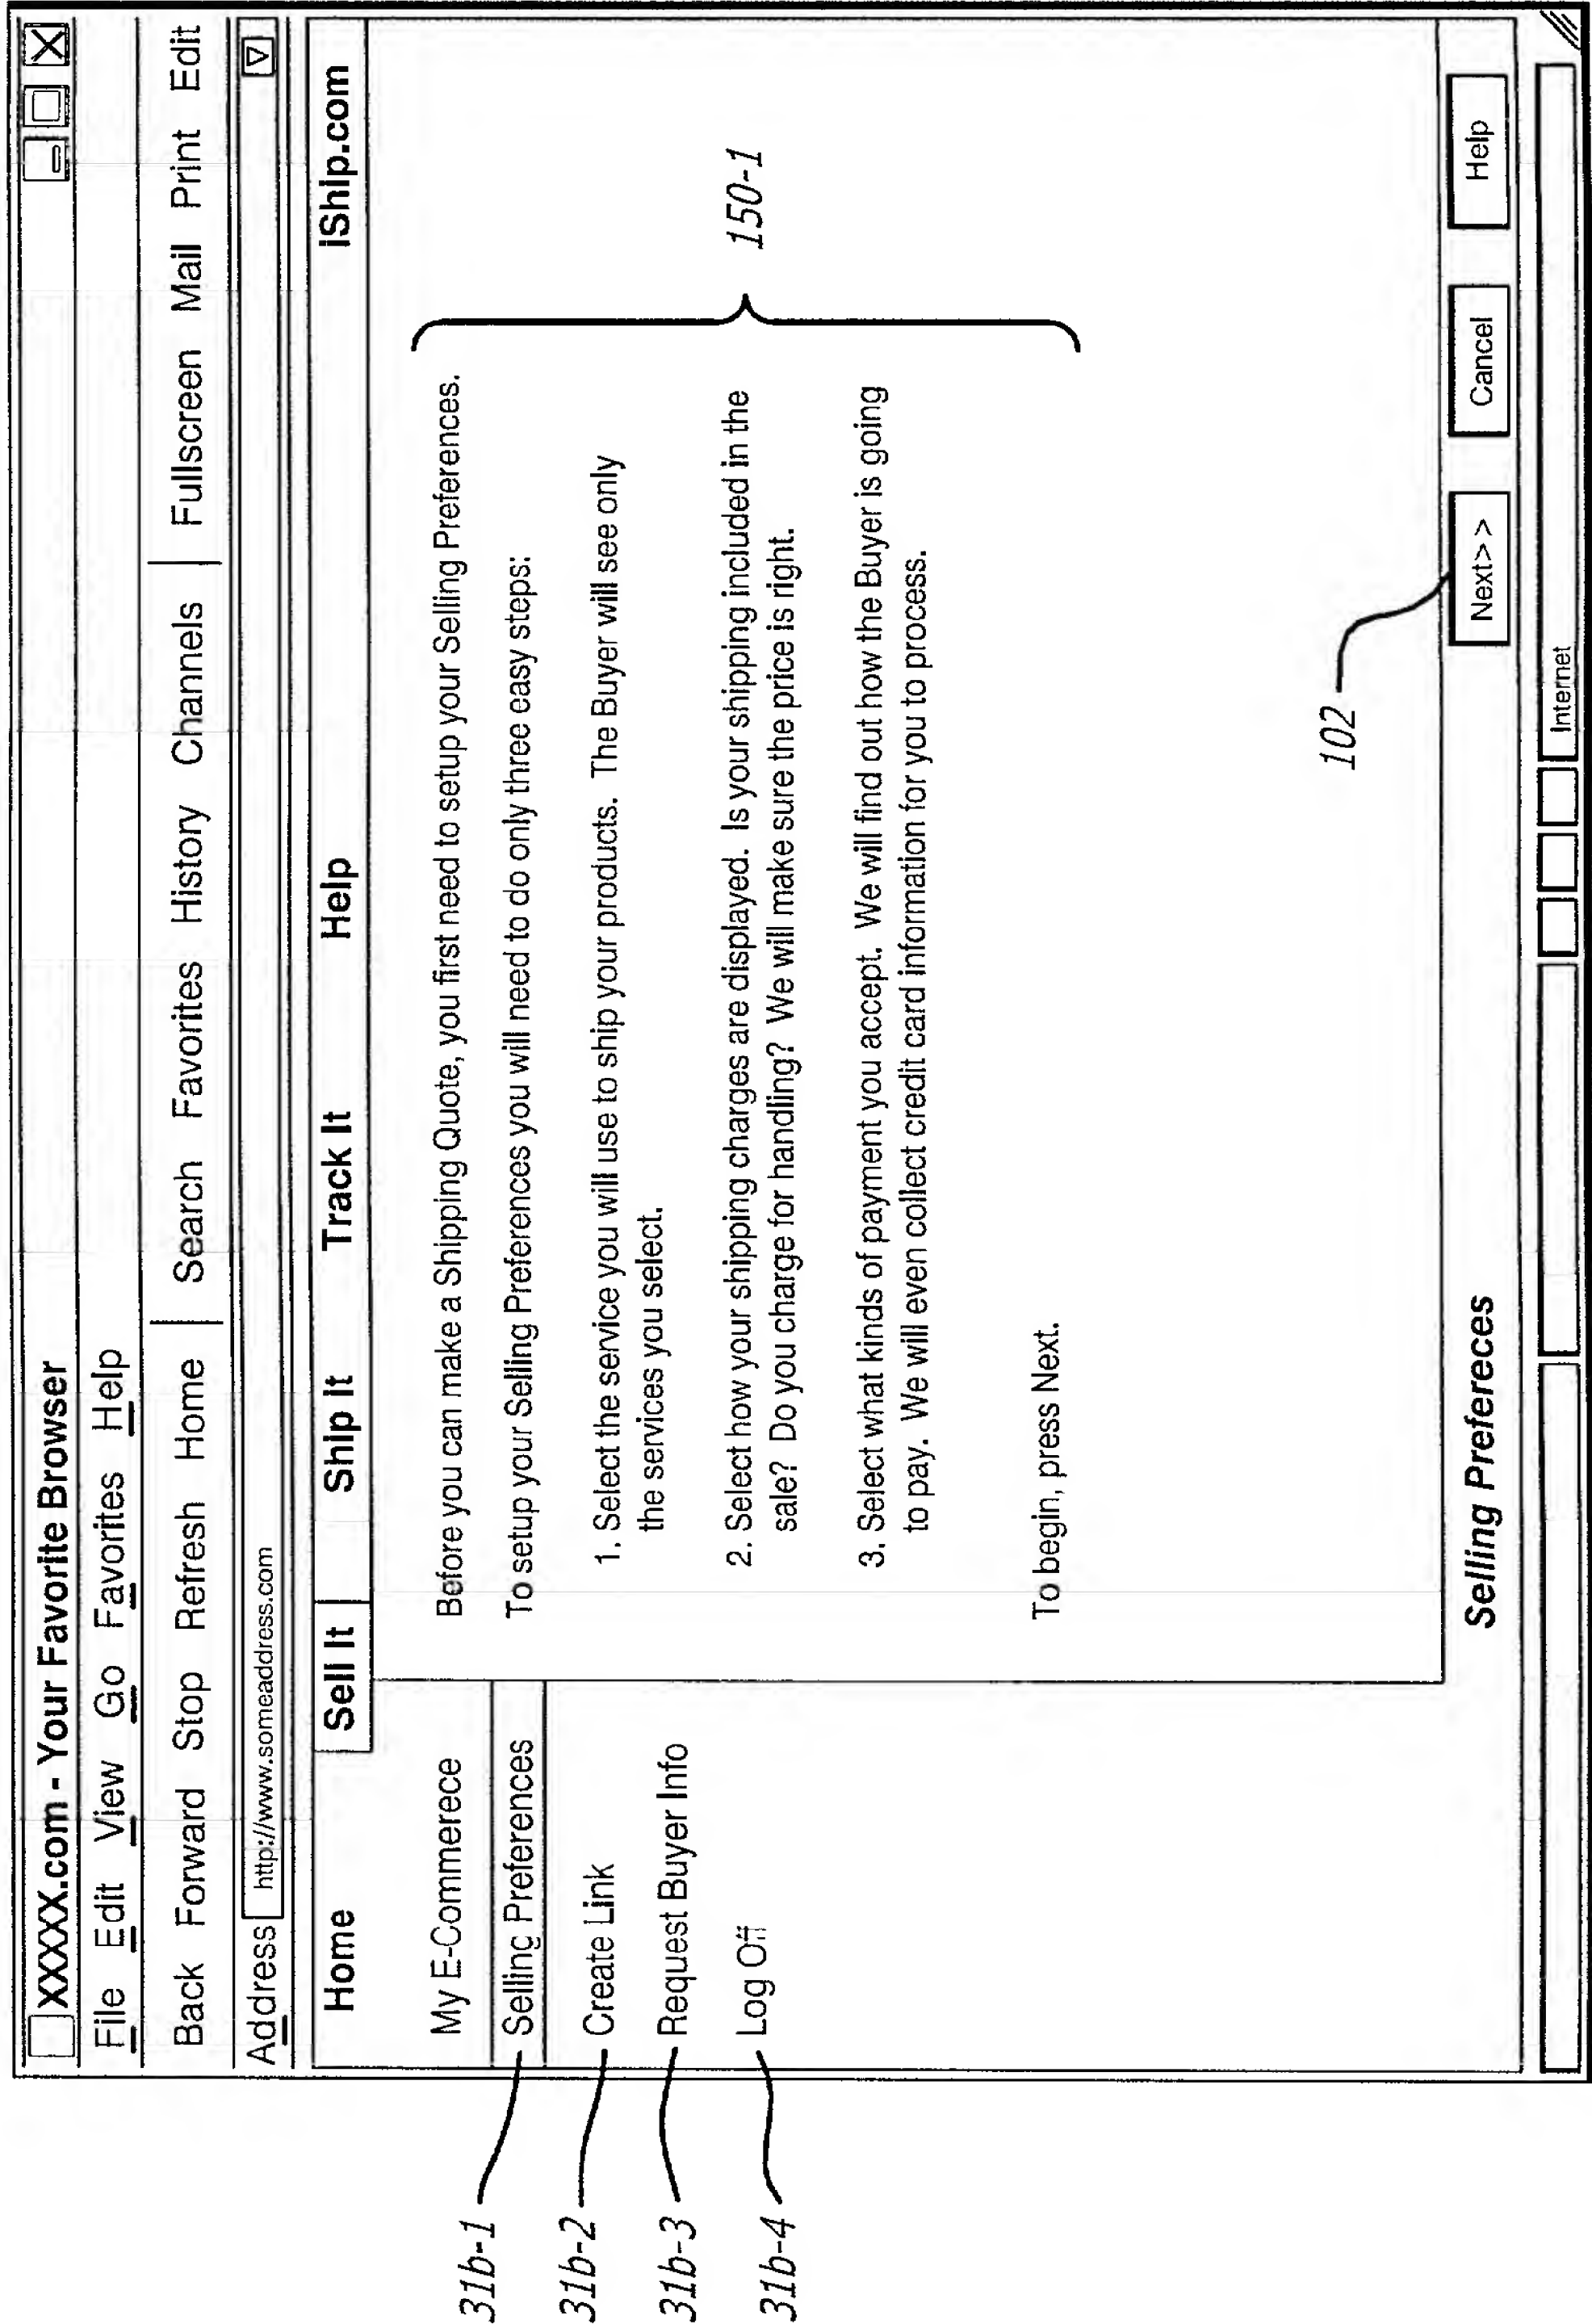 XXXXX.com - Your Favorite Browser
File Edit View Go Favorites Help
Back Forward Stop Refresh Home Search Favorites History Channels Fullscreen Mail Print Edit
Address http://www.someaddress.com
Home Sell It Ship It Track It Help iShip.com
My E-Commerece
Selling Preferences
Create Link
Request Buyer Info
Log Off
31b-1
31b-2
31b-3
31b-4
Before you can make a Shipping Quote, you first need to setup your Selling Preferences.
To setup your Selling Preferences you will need to do only three easy steps:
1. Select the service you will use to ship your products. The Buyer will see only
the services you select.
2. Select how your shipping charges are displayed. Is your shipping included in the
sale? Do you charge for handling? We will make sure the price is right.
3. Select what kinds of payment you accept. We will find out how the Buyer is going
to pay. We will even collect credit card information for you to process.
To begin, press Next.
150-1
102
Selling Prefereces
Next>> Cancel Help
Internet